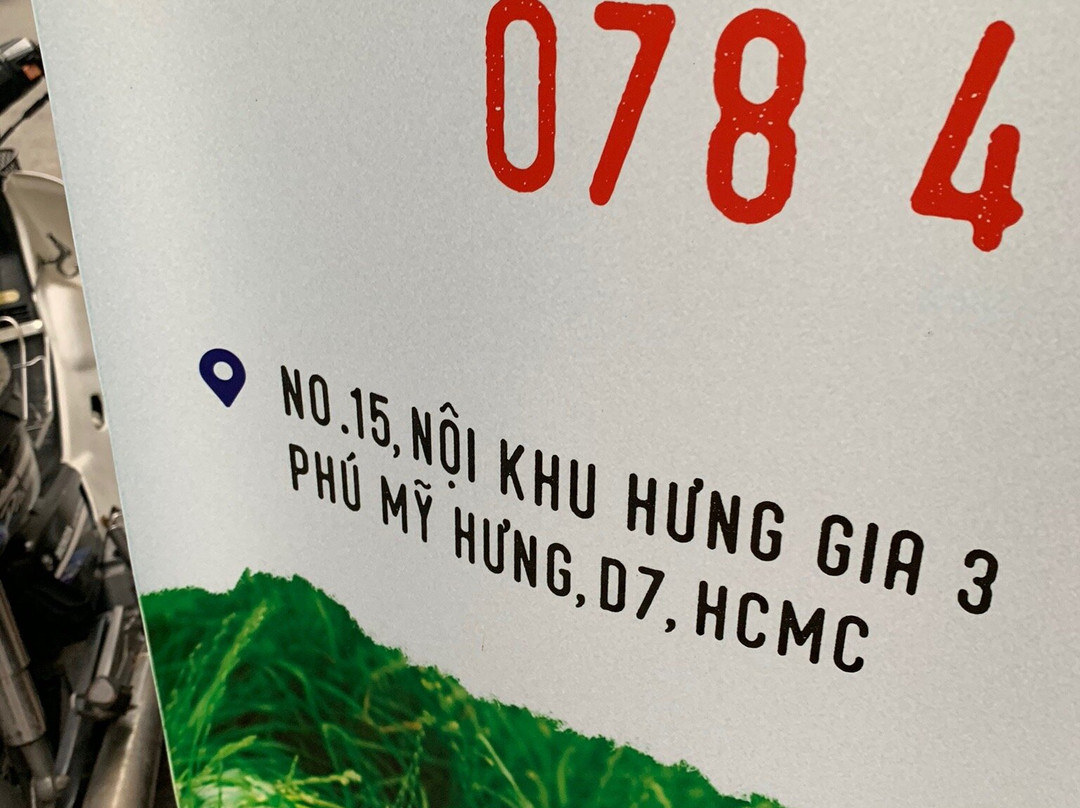 078 4
NO.15, NỘI KHU HƯNG GIA 3
PHÚ MỸ HƯNG, D7, HCMC